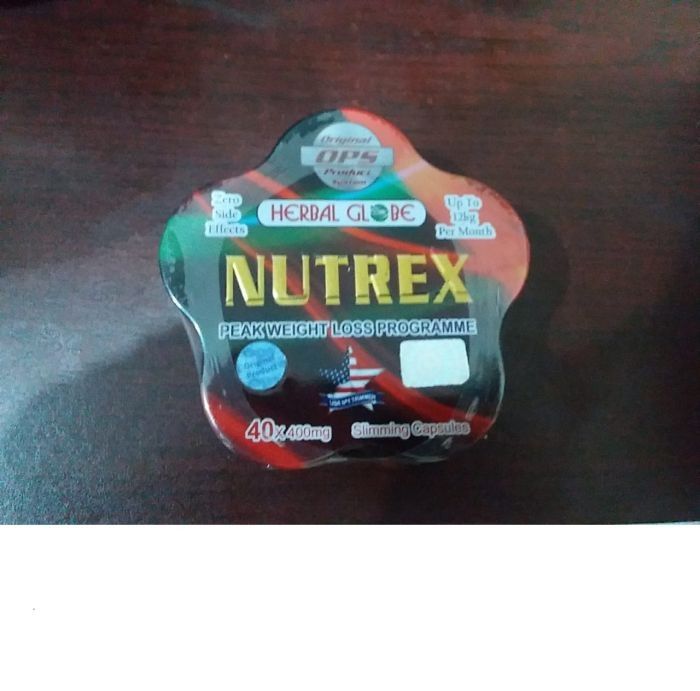 Original
OPS
Product
System
Zero
Side
Effects
HERBAL GLOBE
Up To
12kg
Per Month
NUTREX
PEAK WEIGHT LOSS PROGRAMME
Original
Product
40x400mg Slimming Capsules